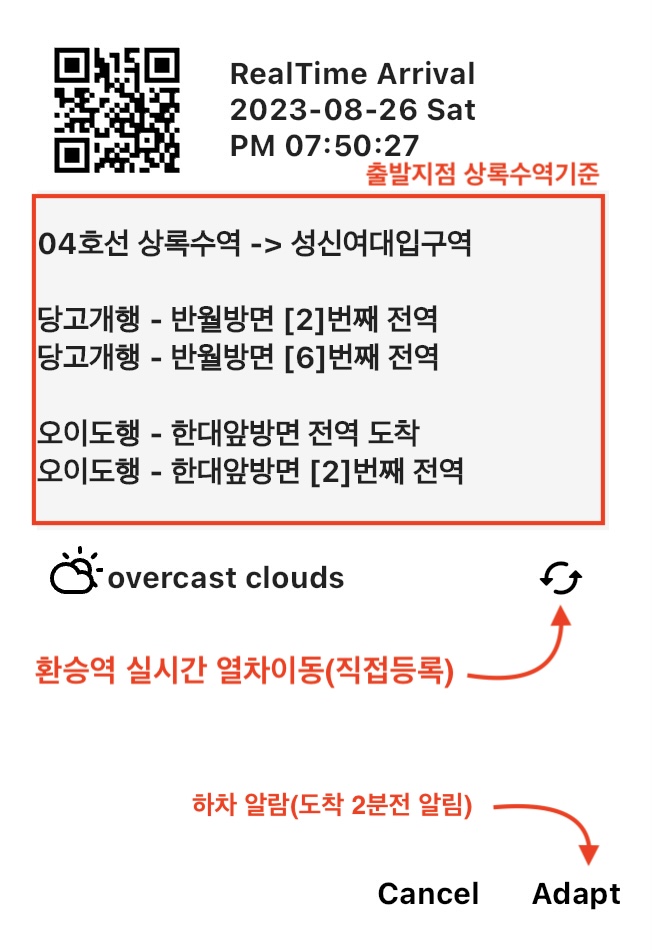 RealTime Arrival
2023-08-26 Sat
PM 07:50:27
출발지점 상록수역기준
04호선 상록수역 -> 성신여대입구역
당고개행 - 반월방면 [2]번째 전역
당고개행 - 반월방면 [6]번째 전역
오이도행 - 한대앞방면 전역 도착
오이도행 - 한대앞방면 [2]번째 전역
overcast clouds
환승역 실시간 열차이동(직접등록)
하차 알람(도착 2분전 알림)
Cancel Adapt